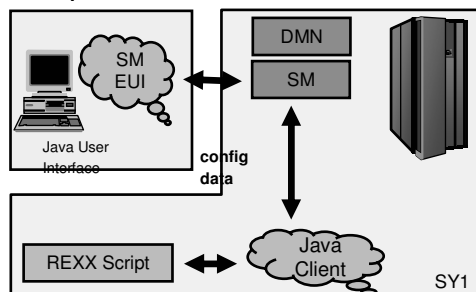 DMN
SM
EUI
SM
Java User
Interface
config
data
REXX Script
Java
Client
SY1